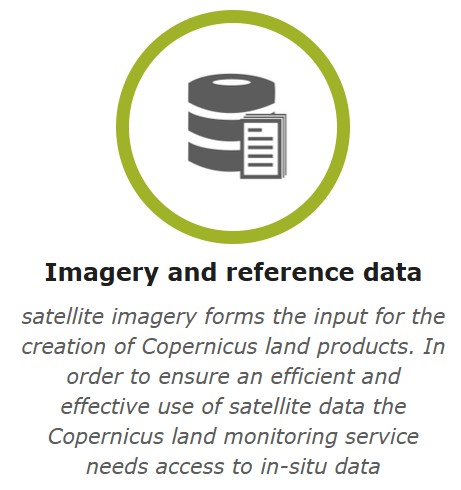 Imagery and reference data
satellite imagery forms the input for the
creation of Copernicus land products. In
order to ensure an efficient and
effective use of satellite data the
Copernicus land monitoring service
needs access to in-situ data